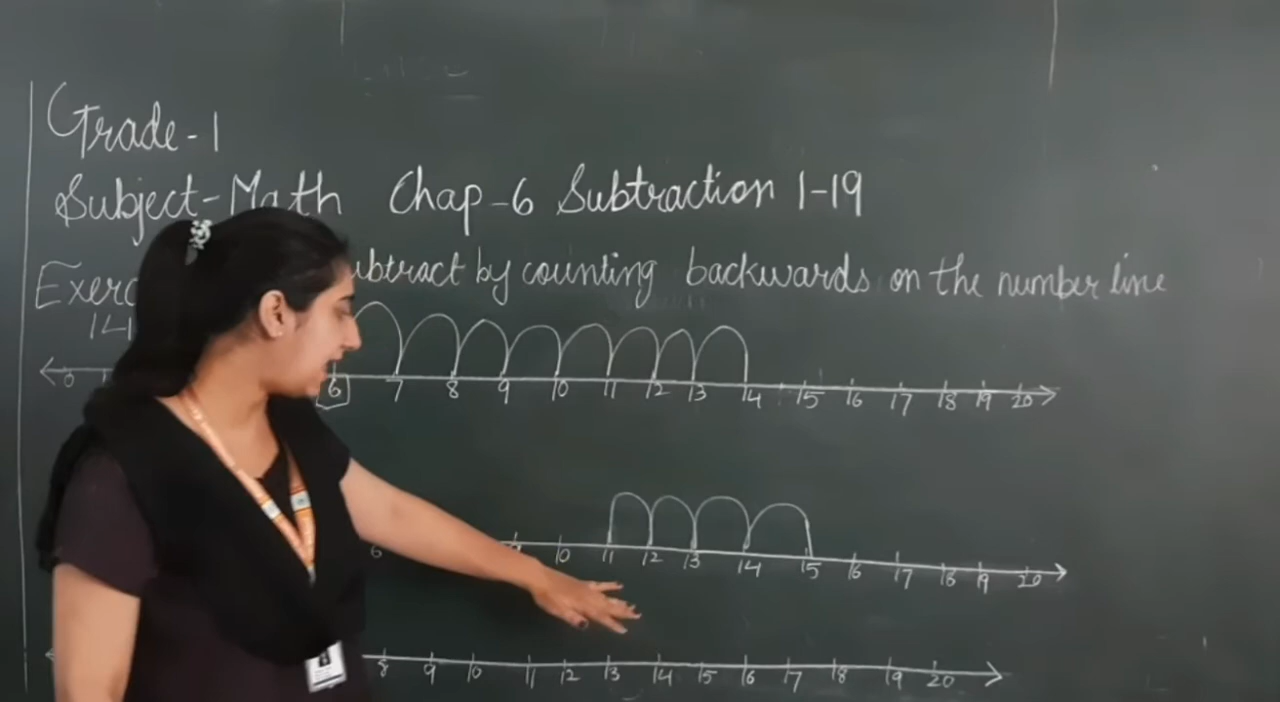 Grade-1
Subject-Math Chap-6 Subtraction 1-19
subtract by counting backwards on the number line
14
0 6 7 8 9 10 11 12 13 14 15 16 17 18 19 20
6 9 10 11 12 13 14 15 16 17 18 19 20
8 9 10 11 12 13 14 15 16 17 18 19 20